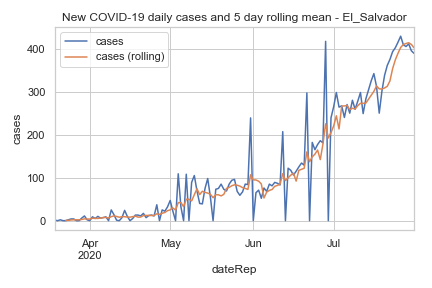 New COVID-19 daily cases and 5 day rolling mean - El_Salvador
cases
cases (rolling)
400
300
200
100
0
cases
Apr
2020
May
Jun
Jul
dateRep